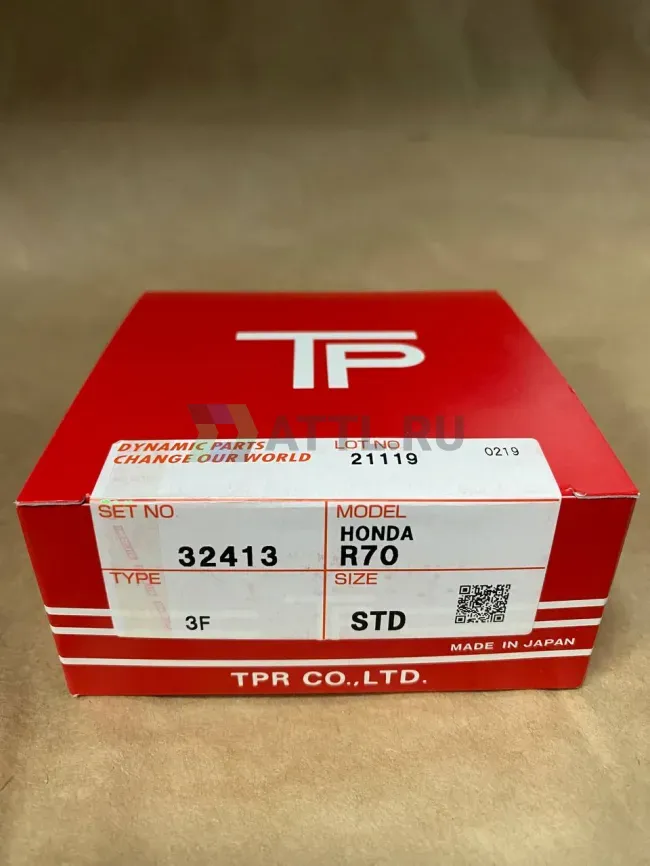 TP
ATTI.RU
DYNAMIC PARTS
CHANGE OUR WORLD
LOT NO
21119
0219
SET NO.
32413
MODEL
HONDA
R70
TYPE
3F
SIZE
STD
MADE IN JAPAN
TPR CO.,LTD.